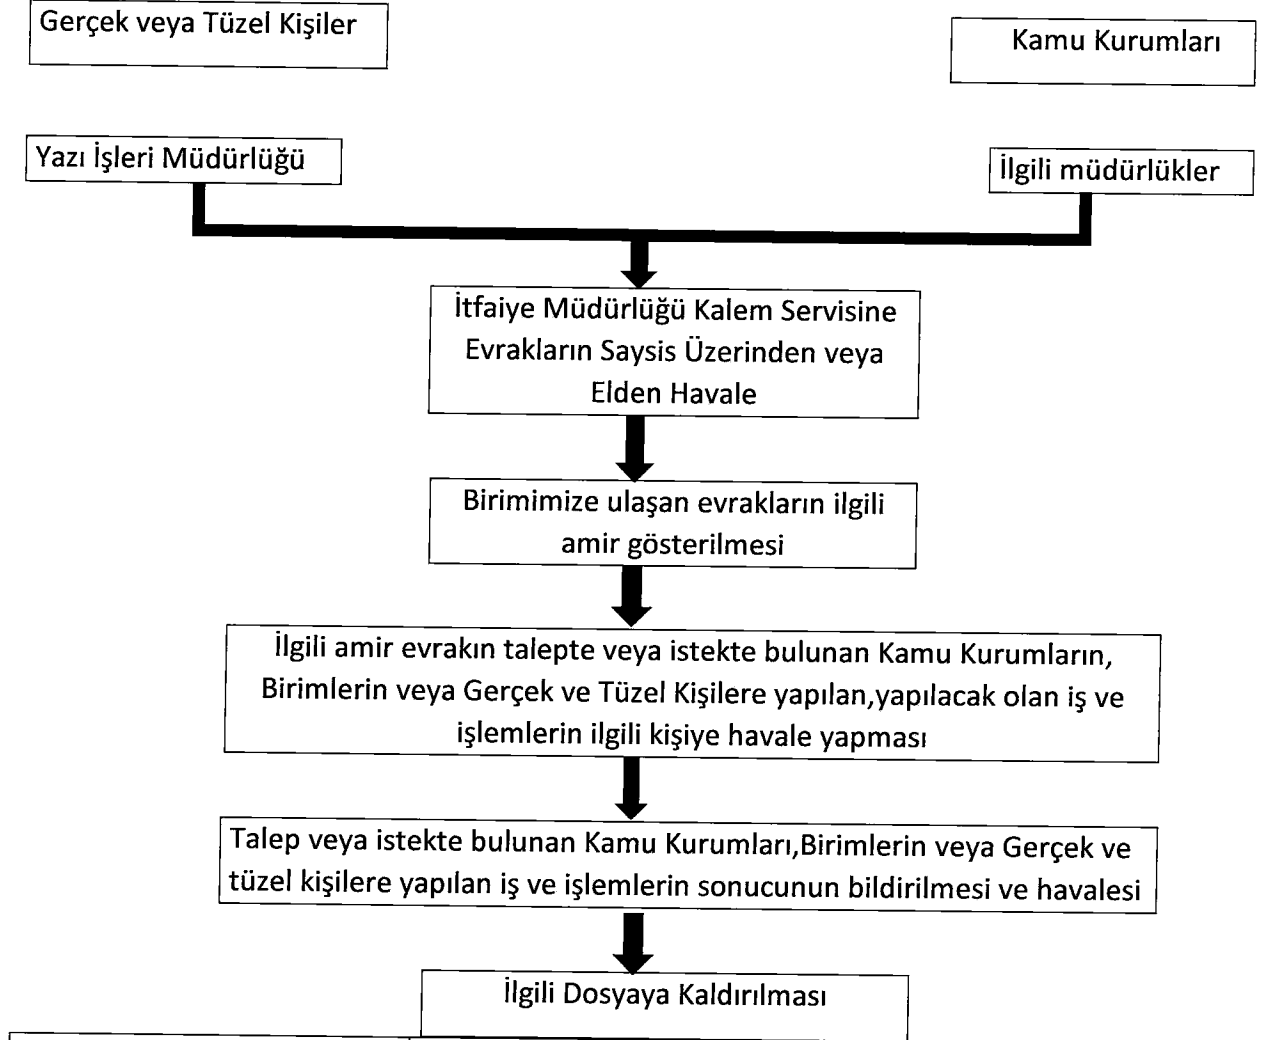 Gerçek veya Tüzel Kişiler
Kamu Kurumları
Yazı İşleri Müdürlüğü
İlgili müdürlükler
İtfaiye Müdürlüğü Kalem Servisine
Evrakların Saysis Üzerinden veya
Elden Havale
Birimimize ulaşan evrakların ilgili
amir gösterilmesi
İlgili amir evrakın talepte veya istekte bulunan Kamu Kurumların,
Birimlerin veya Gerçek ve Tüzel Kişilere yapılan,yapılacak olan iş ve
işlemlerin ilgili kişiye havale yapması
Talep veya istekte bulunan Kamu Kurumları,Birimlerin veya Gerçek ve
tüzel kişilere yapılan iş ve işlemlerin sonucunun bildirilmesi ve havalesi
İlgili Dosyaya Kaldırılması